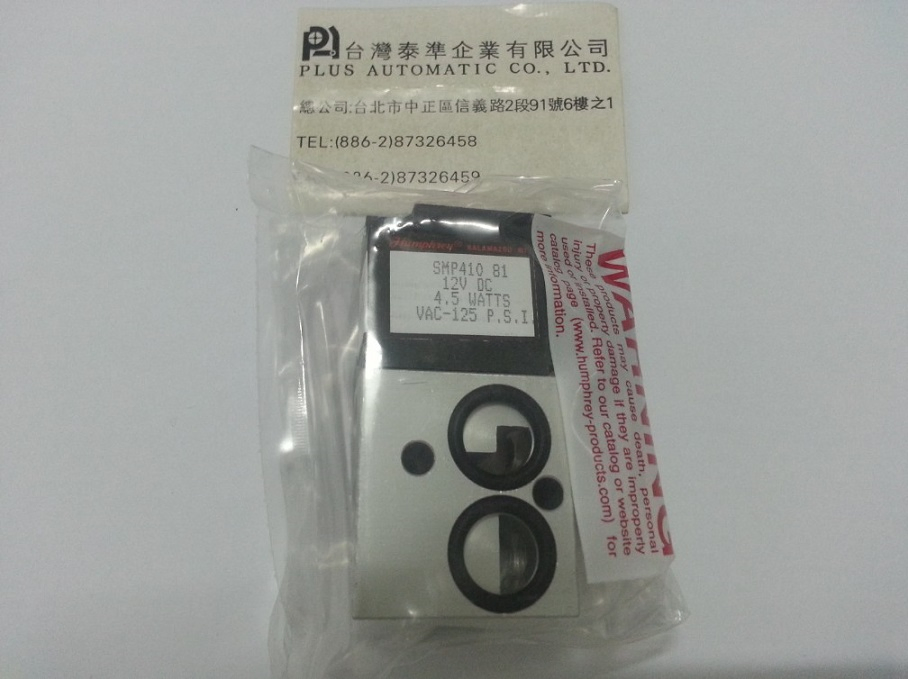 台灣泰準企業有限公司
PLUS AUTOMATIC CO., LTD.
總公司:台北市中正區信義路2段91號6樓之1
TEL:(886-2)87326458
86-2)87326459
Humphrey KALAMAZOO
SMP410 81
12V DC
4.5 WATTS
VAC-125 P.S.I.
WARNING
These products may cause death, personal
injury or property damage if they are improperly
used or installed. Refer to our catalog or website
catalog page (www.humphrey-products.com) for
more information.